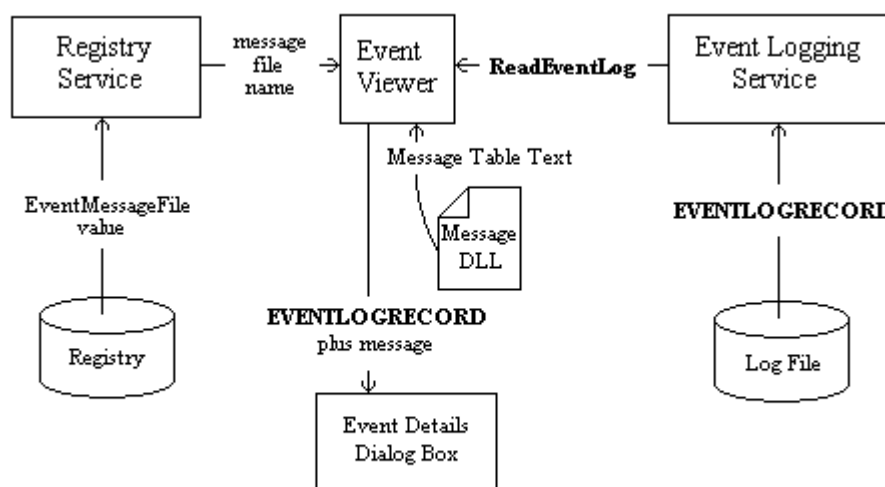 Registry
Service
message
file
name
Event
Viewer
ReadEventLog
Event Logging
Service
Message Table Text
EventMessageFile
value
Message
DLL
EVENTLOGRECORD
EVENTLOGRECORD
plus message
Registry
Log File
Event Details
Dialog Box